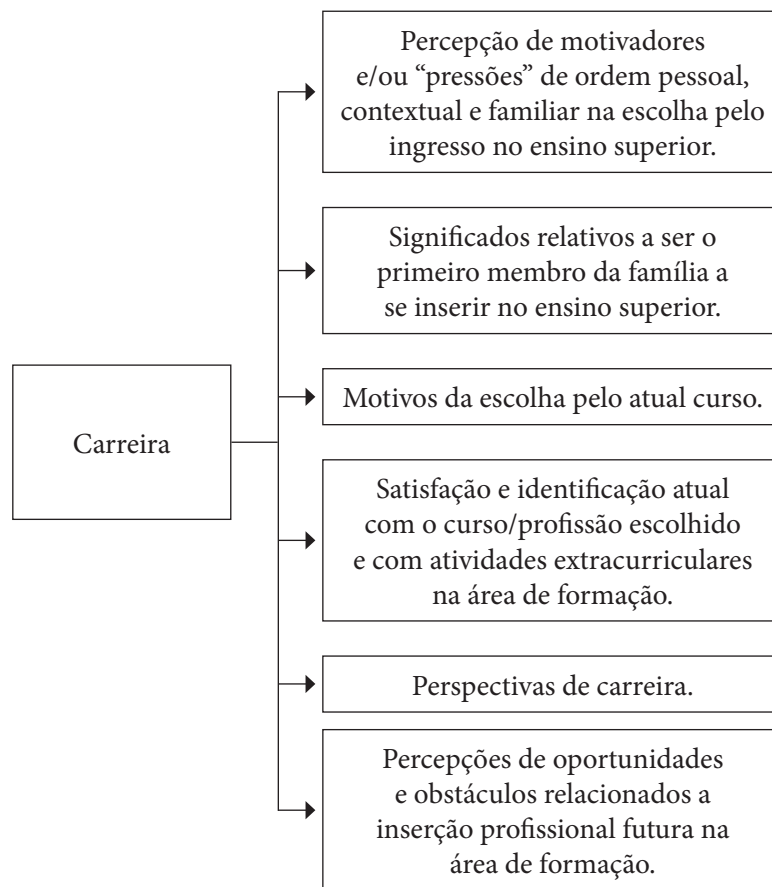 Percepção de motivadores
e/ou “pressões” de ordem pessoal,
contextual e familiar na escolha pelo
ingresso no ensino superior.
Significados relativos a ser o
primeiro membro da família a
se inserir no ensino superior.
Motivos da escolha pelo atual curso.
Carreira
Satisfação e identificação atual
com o curso/profissão escolhido
e com atividades extracurriculares
na área de formação.
Perspectivas de carreira.
Percepções de oportunidades
e obstáculos relacionados a
inserção profissional futura na
área de formação.